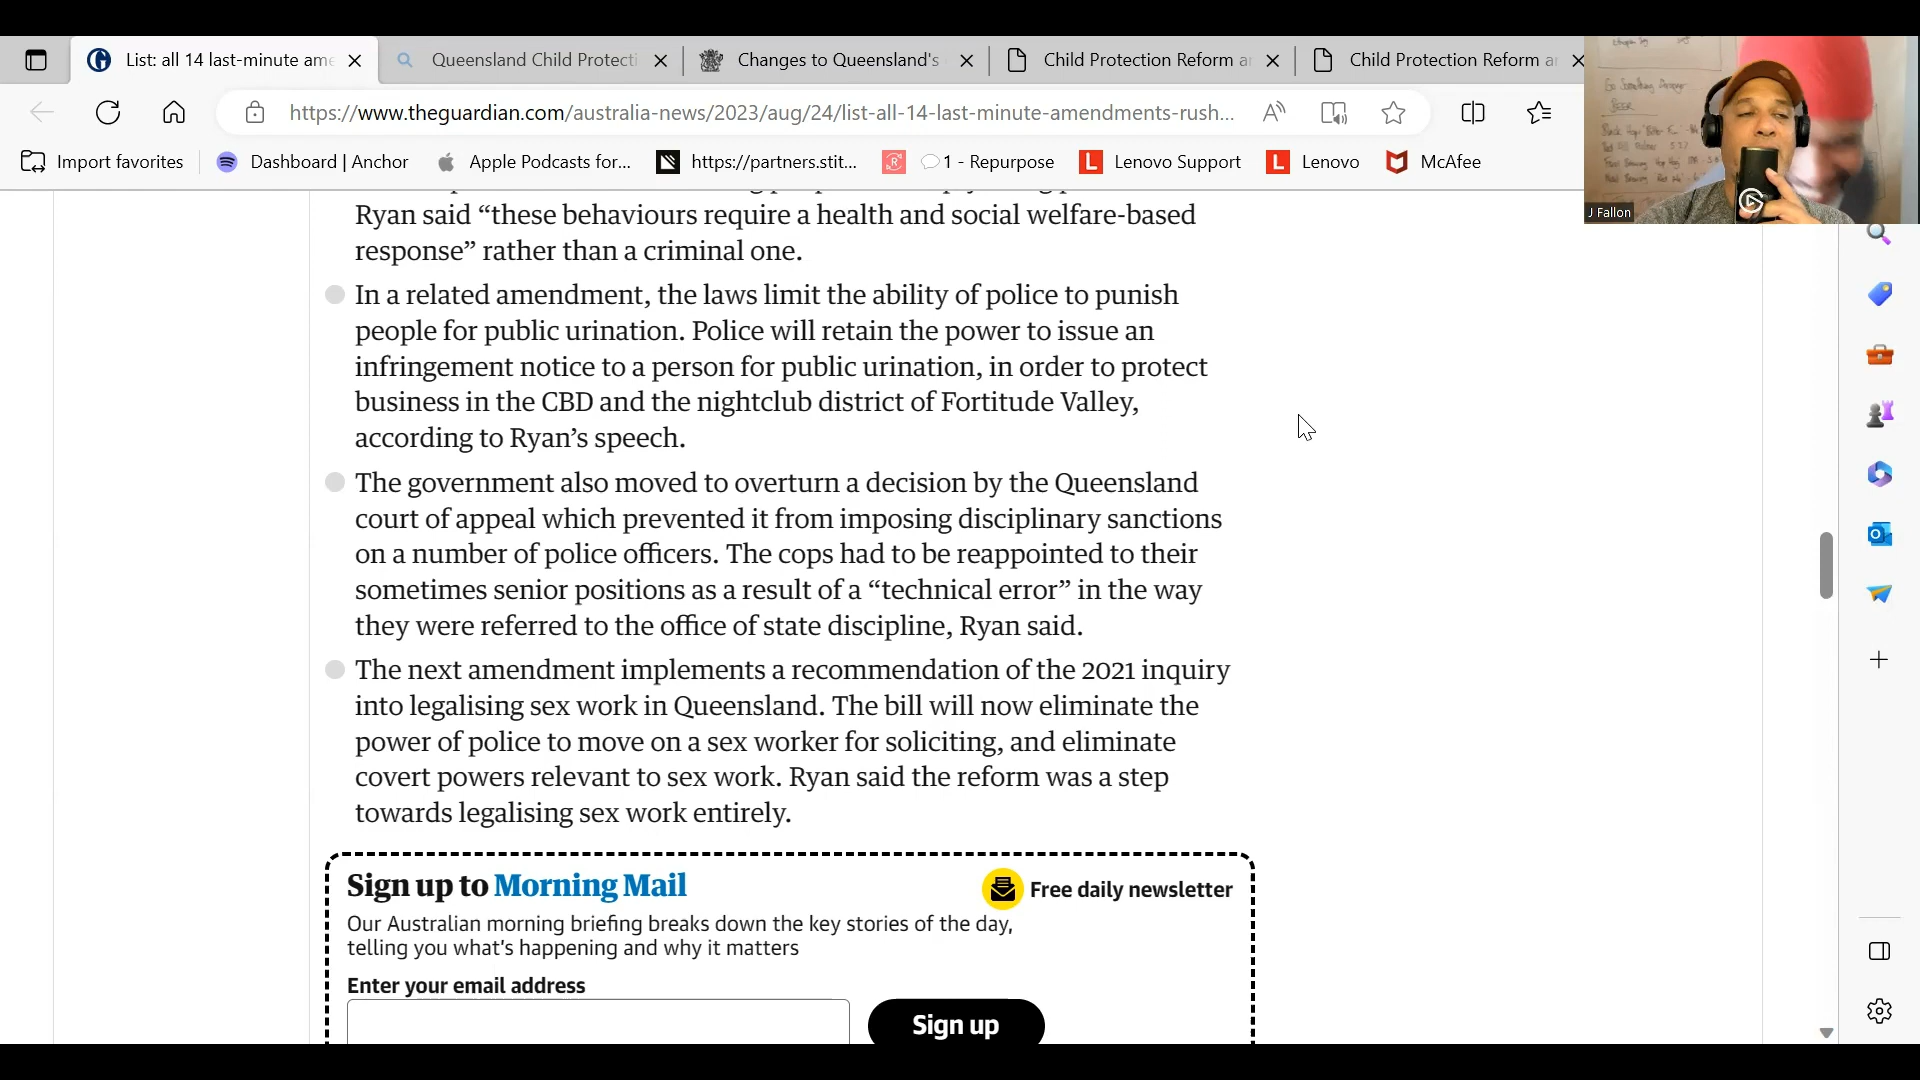 List: all 14 last-minute ame
Queensland Child Protecti
Changes to Queensland's
Child Protection Reform ar
Child Protection Reform ar
https://www.theguardian.com/australia-news/2023/aug/24/list-all-14-last-minute-amendments-rush...
Import favorites
Dashboard | Anchor
Apple Podcasts for...
https://partners.stit...
1 - Repurpose
Lenovo Support
Lenovo
McAfee
J Fallon
Ryan said “these behaviours require a health and social welfare-based
response” rather than a criminal one.
In a related amendment, the laws limit the ability of police to punish
people for public urination. Police will retain the power to issue an
infringement notice to a person for public urination, in order to protect
business in the CBD and the nightclub district of Fortitude Valley,
according to Ryan’s speech.
The government also moved to overturn a decision by the Queensland
court of appeal which prevented it from imposing disciplinary sanctions
on a number of police officers. The cops had to be reappointed to their
sometimes senior positions as a result of a “technical error” in the way
they were referred to the office of state discipline, Ryan said.
The next amendment implements a recommendation of the 2021 inquiry
into legalising sex work in Queensland. The bill will now eliminate the
power of police to move on a sex worker for soliciting, and eliminate
covert powers relevant to sex work. Ryan said the reform was a step
towards legalising sex work entirely.
Sign up to Morning Mail
Free daily newsletter
Our Australian morning briefing breaks down the key stories of the day,
telling you what's happening and why it matters
Enter your email address
Sign up